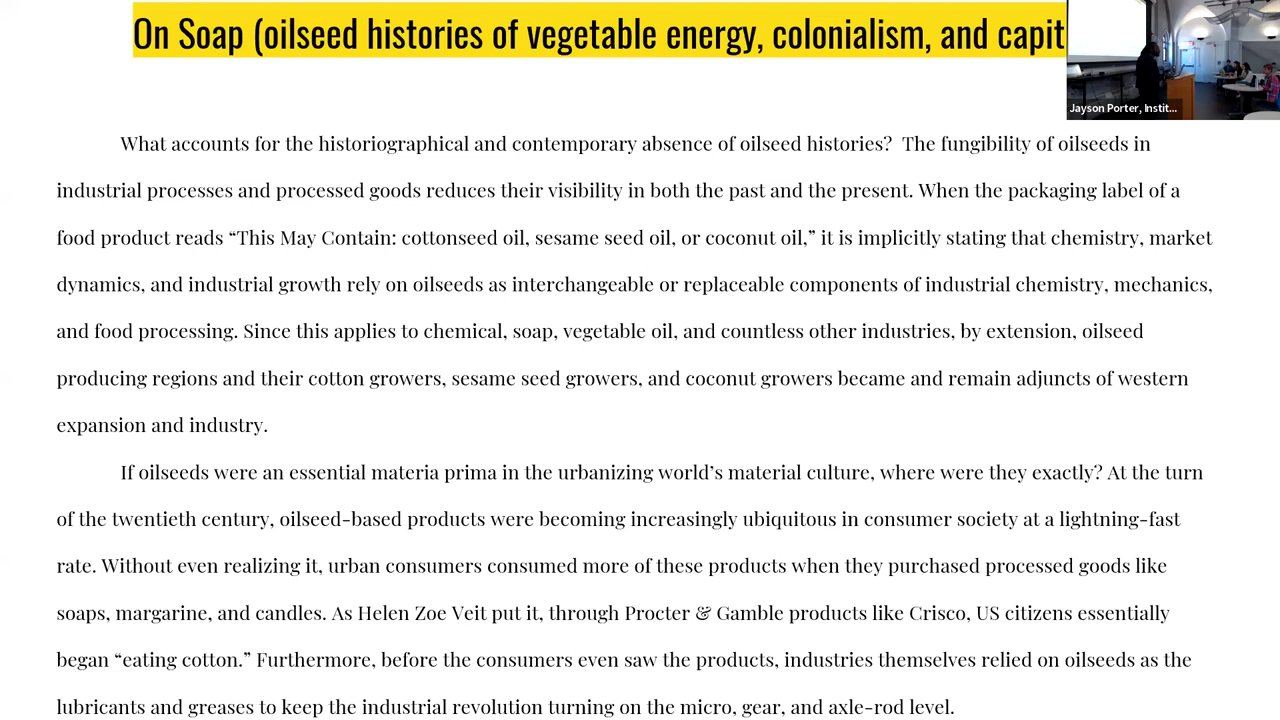 On Soap (oilseed histories of vegetable energy, colonialism, and capit
Jayson Porter, Instit...
What accounts for the historiographical and contemporary absence of oilseed histories?  The fungibility of oilseeds in
industrial processes and processed goods reduces their visibility in both the past and the present. When the packaging label of a
food product reads “This May Contain: cottonseed oil, sesame seed oil, or coconut oil,” it is implicitly stating that chemistry, market
dynamics, and industrial growth rely on oilseeds as interchangeable or replaceable components of industrial chemistry, mechanics,
and food processing. Since this applies to chemical, soap, vegetable oil, and countless other industries, by extension, oilseed
producing regions and their cotton growers, sesame seed growers, and coconut growers became and remain adjuncts of western
expansion and industry.
If oilseeds were an essential materia prima in the urbanizing world’s material culture, where were they exactly? At the turn
of the twentieth century, oilseed-based products were becoming increasingly ubiquitous in consumer society at a lightning-fast
rate. Without even realizing it, urban consumers consumed more of these products when they purchased processed goods like
soaps, margarine, and candles. As Helen Zoe Veit put it, through Procter & Gamble products like Crisco, US citizens essentially
began “eating cotton.” Furthermore, before the consumers even saw the products, industries themselves relied on oilseeds as the
lubricants and greases to keep the industrial revolution turning on the micro, gear, and axle-rod level.